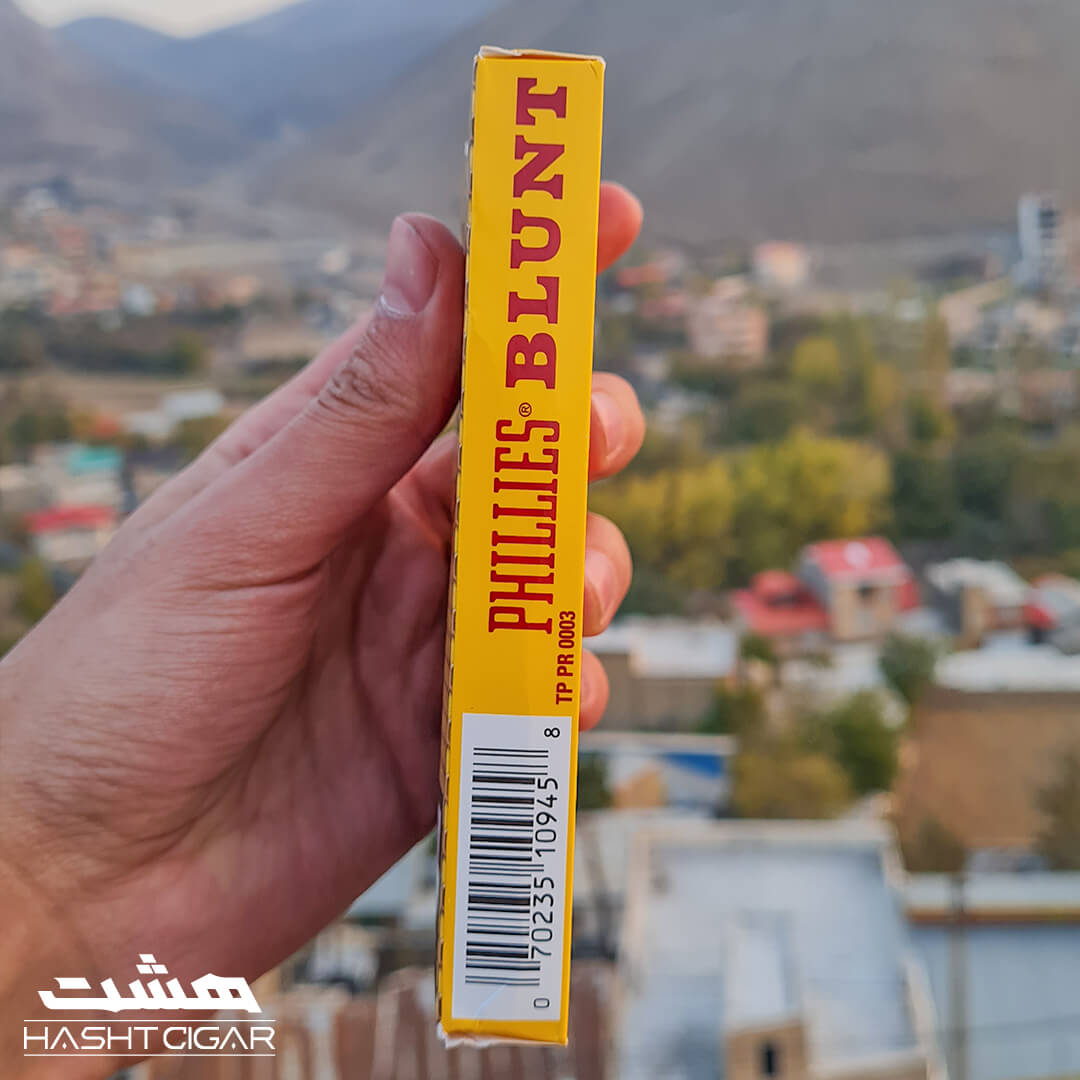 PHILLIES® BLUNT
TP PR 0003
0 70235 10945 8
هشت
HASHT CIGAR